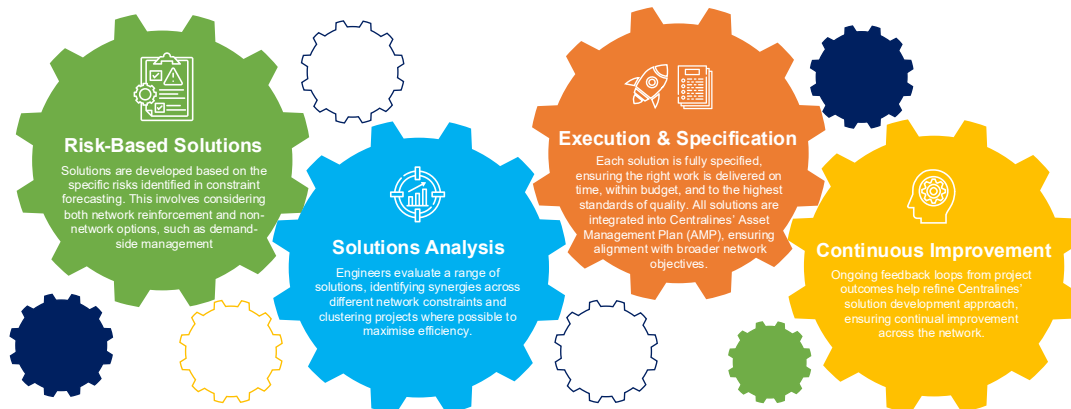 Risk-Based Solutions
Solutions are developed based on the
specific risks identified in constraint
forecasting. This involves considering
both network reinforcement and non-
network options, such as demand-
side management
Solutions Analysis
Engineers evaluate a range of
solutions, identifying synergies across
different network constraints and
clustering projects where possible to
maximise efficiency.
Execution & Specification
Each solution is fully specified,
ensuring the right work is delivered on
time, within budget, and to the highest
standards of quality. All solutions are
integrated into Centralines' Asset
Management Plan (AMP), ensuring
alignment with broader network
objectives.
Continuous Improvement
Ongoing feedback loops from project
outcomes help refine Centralines'
solution development approach,
ensuring continual improvement
across the network.